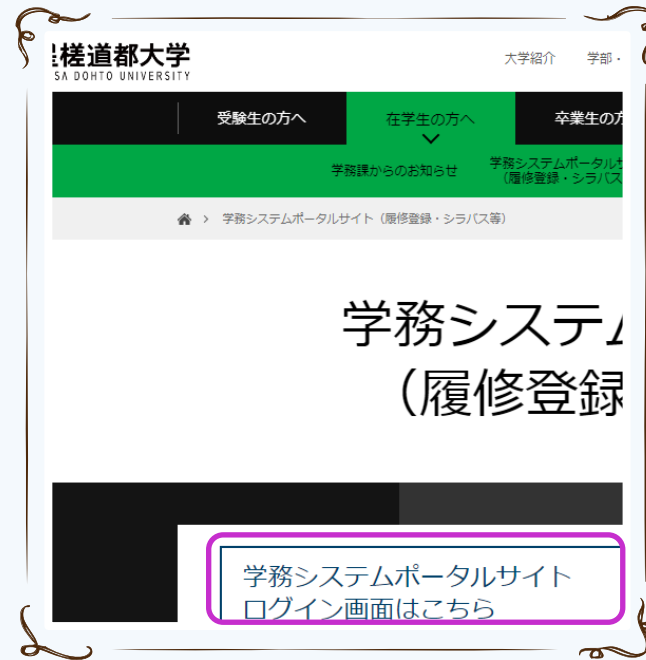 槎道都大学
SA DOHTO UNIVERSITY
大学紹介 学部・
受験生の方へ 在学生の方へ 卒業生の方
学務課からのお知らせ 学務システムポータルサ
（履修登録・シラバス
学務システムポータルサイト（履修登録・シラバス等）
学務システム
（履修登録
学務システムポータルサイト
ログイン画面はこちら